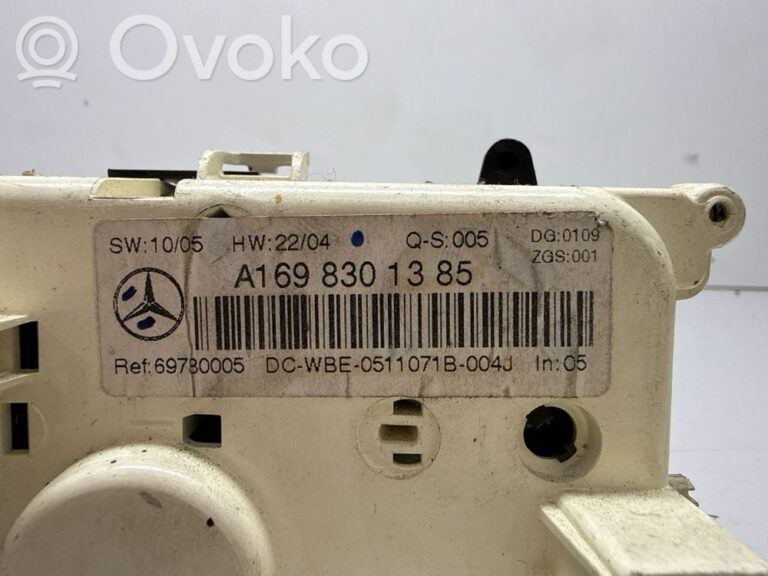 Ovoko
SW:10/05 HW:22/04 Q-S:005 DG:0109
ZGS:001
A169 830 13 85
Ref:69780005 DC-WBE-0511071B-004J In:05